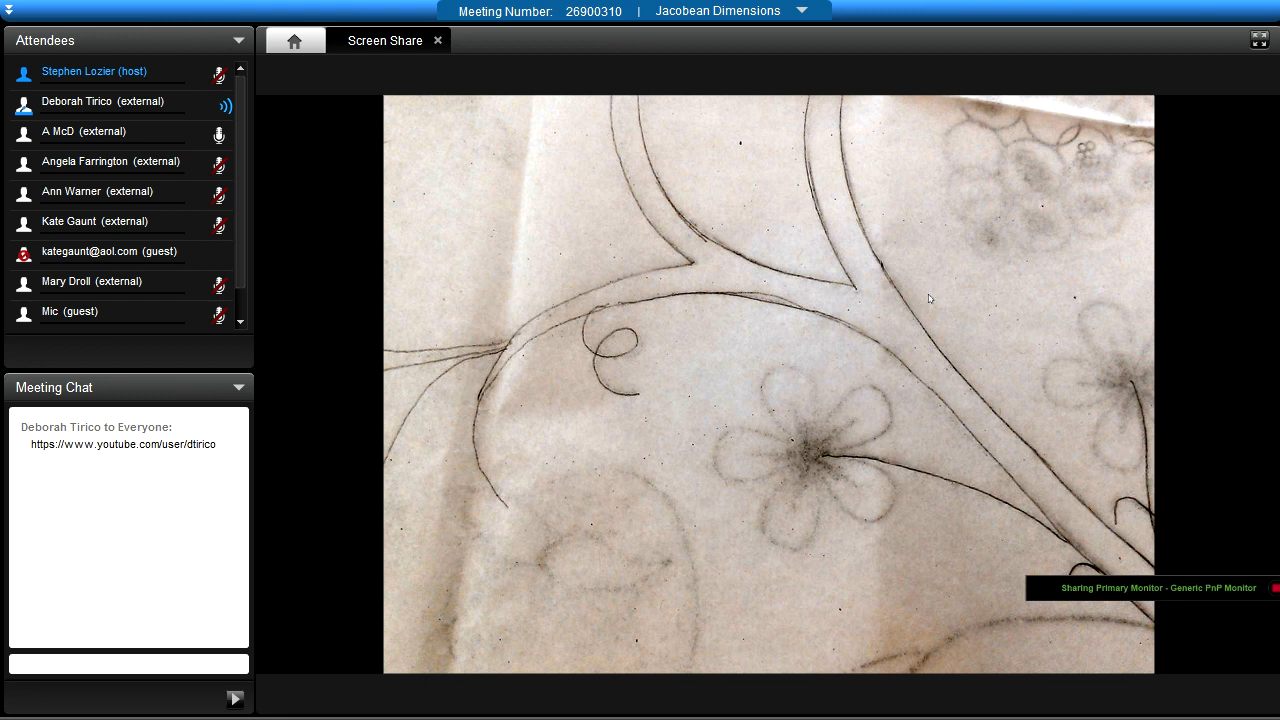 Meeting Number: 26900310 | Jacobean Dimensions
Attendees
Screen Share
Stephen Lozier (host)
Deborah Tirico (external)
A McD (external)
Angela Farrington (external)
Ann Warner (external)
Kate Gaunt (external)
kategaunt@aol.com (guest)
Mary Droll (external)
Mic (guest)
Meeting Chat
Deborah Tirico to Everyone:
https://www.youtube.com/user/dtirico
Sharing Primary Monitor - Generic PnP Monitor